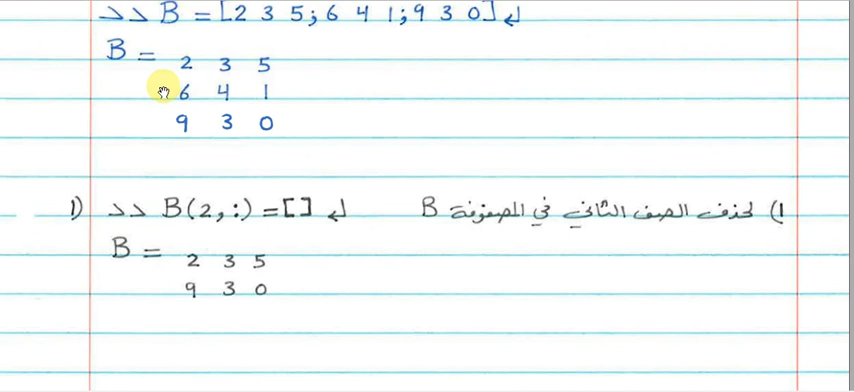 >> B = [2 3 5; 6 4 1; 9 3 0] ↲
B =
2 3 5
6 4 1
9 3 0
1) >> B(2,:) = [] ↲ 1) لحذف الصف الثاني في المصفوفة B
B =
2 3 5
9 3 0